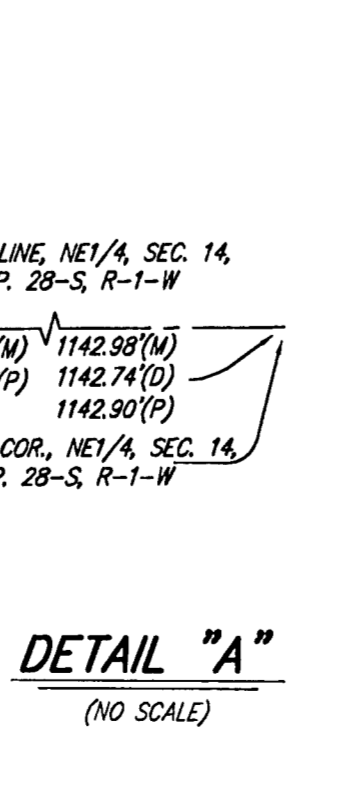 LINE, NE1/4, SEC. 14,
P. 28-S, R-1-W
(M) 1142.98'(M)
(P) 1142.74'(D)
1142.90'(P)
COR., NE1/4, SEC. 14,
P. 28-S, R-1-W
DETAIL "A"
(NO SCALE)